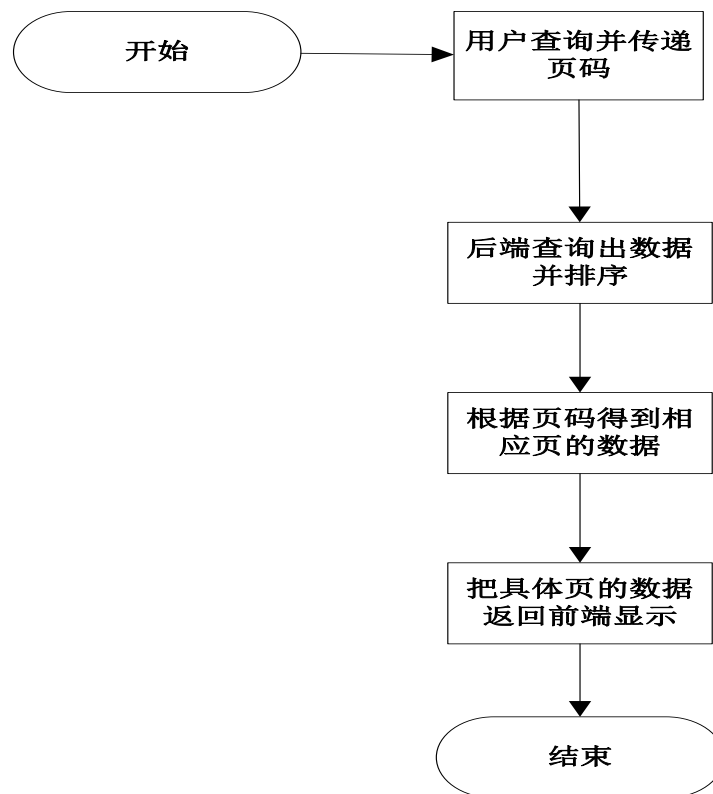 开始
用户查询并传递
页码
后端查询出数据
并排序
根据页码得到相
应页的数据
把具体页的数据
返回前端显示
结束